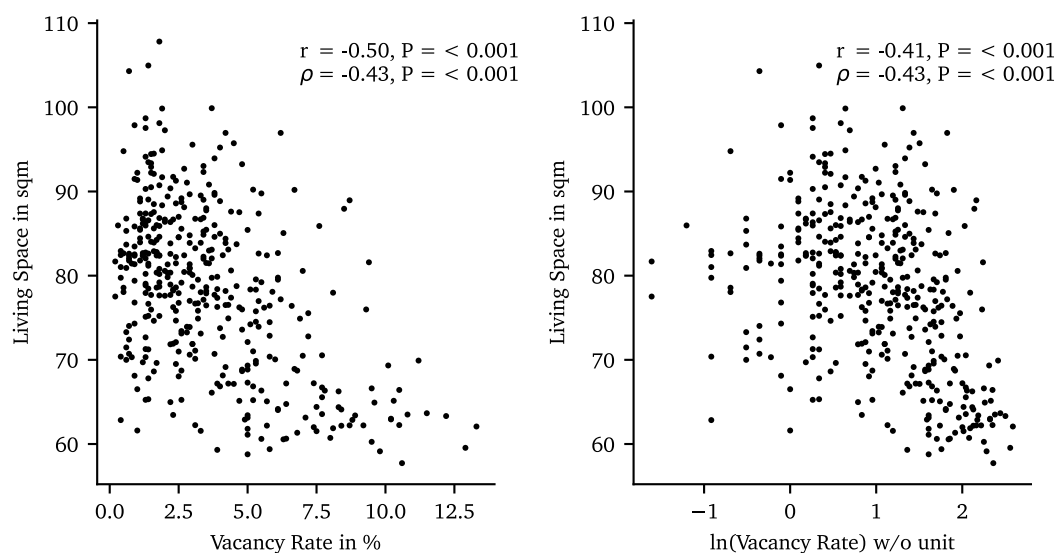 110
100
90
80
70
60
Living Space in sqm
r = -0.50, P = < 0.001
ρ = -0.43, P = < 0.001
0.0 2.5 5.0 7.5 10.0 12.5
Vacancy Rate in %
110
100
90
80
70
60
Living Space in sqm
r = -0.41, P = < 0.001
ρ = -0.43, P = < 0.001
−1 0 1 2
ln(Vacancy Rate) w/o unit